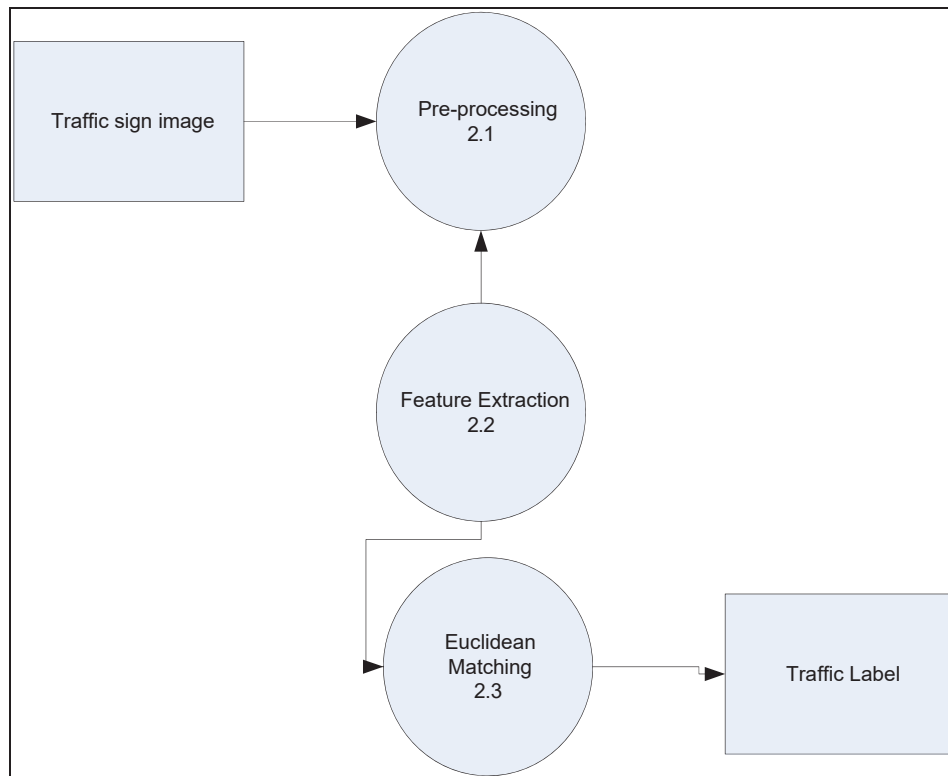 Traffic sign image
Pre-processing
2.1
Feature Extraction
2.2
Euclidean
Matching
2.3
Traffic Label